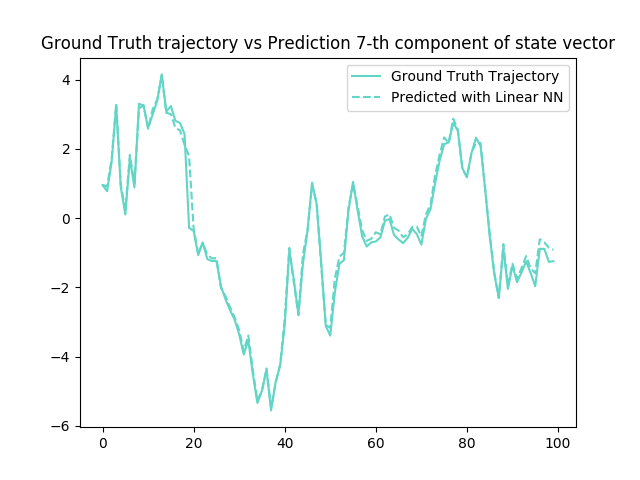 Ground Truth trajectory vs Prediction 7-th component of state vector
Ground Truth Trajectory
Predicted with Linear NN
4
2
0
−2
−4
−6
0 20 40 60 80 100